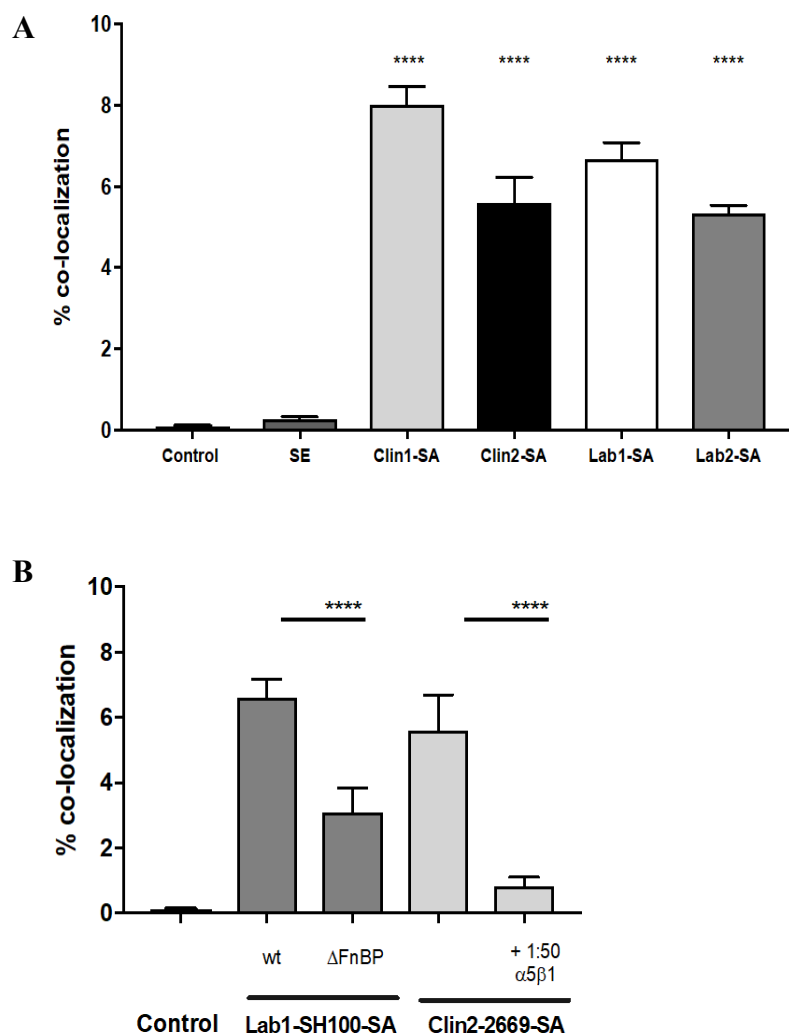 A
10
8
6
4
2
0
% co-localization
**** **** **** ****
Control SE Clin1-SA Clin2-SA Lab1-SA Lab2-SA
B
10
8
6
4
2
0
% co-localization
**** ****
wt ΔFnBP + 1:50
α5β1
Control Lab1-SH100-SA Clin2-2669-SA